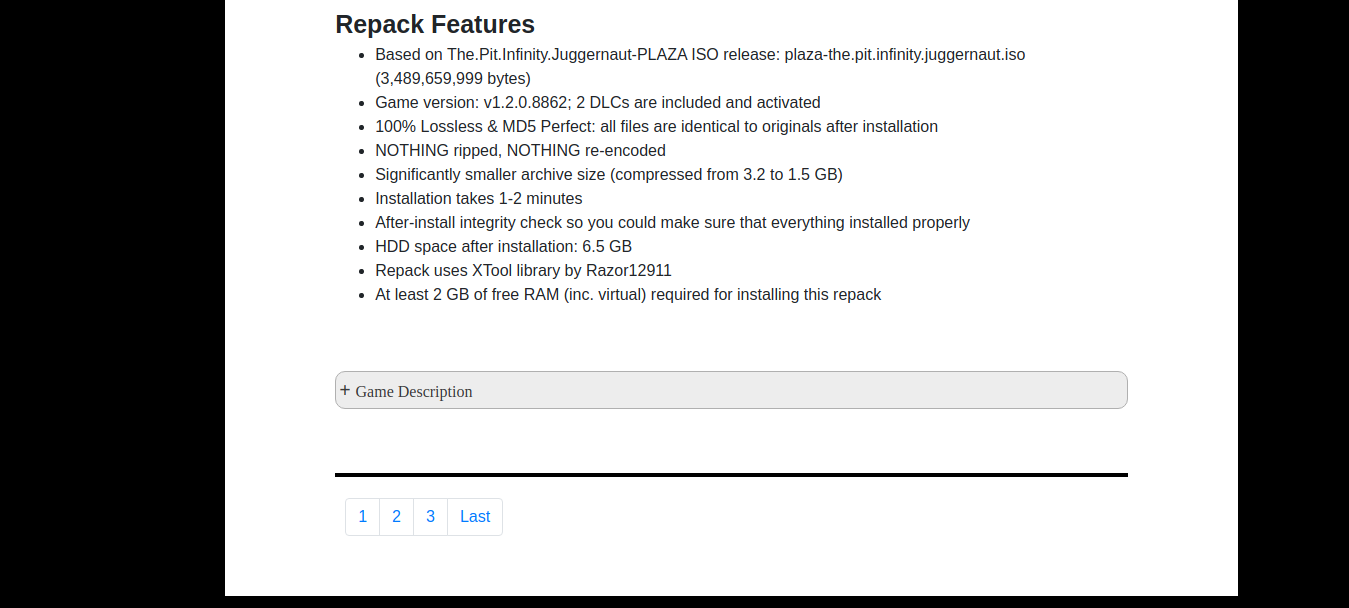 Repack Features
Based on The.Pit.Infinity.Juggernaut-PLAZA ISO release: plaza-the.pit.infinity.juggernaut.iso
(3,489,659,999 bytes)
Game version: v1.2.0.8862; 2 DLCs are included and activated
100% Lossless & MD5 Perfect: all files are identical to originals after installation
NOTHING ripped, NOTHING re-encoded
Significantly smaller archive size (compressed from 3.2 to 1.5 GB)
Installation takes 1-2 minutes
After-install integrity check so you could make sure that everything installed properly
HDD space after installation: 6.5 GB
Repack uses XTool library by Razor12911
At least 2 GB of free RAM (inc. virtual) required for installing this repack
+ Game Description
1 2 3 Last